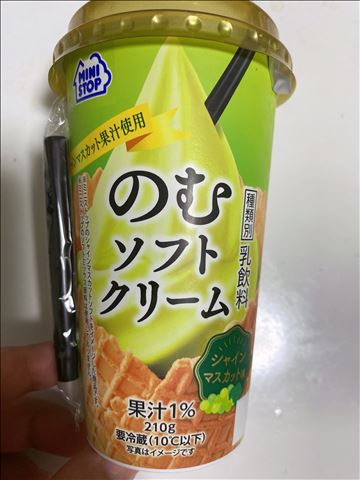 MINI
STOP
マスカット果汁使用
のむ
ソフト
クリーム
種類別
乳飲料
シャイン
マスカット味
果汁1%
210g
要冷蔵(10℃以下)
写真はイメージです